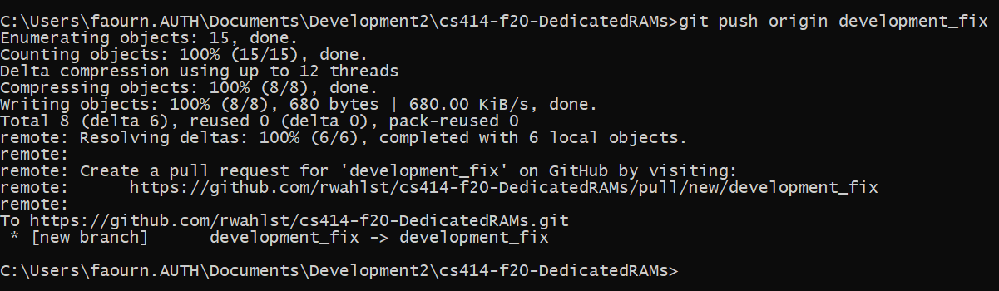 C:\Users\faourn.AUTH\Documents\Development2\cs414-f20-DedicatedRAMs>git push origin development_fix
Enumerating objects: 15, done.
Counting objects: 100% (15/15), done.
Delta compression using up to 12 threads
Compressing objects: 100% (8/8), done.
Writing objects: 100% (8/8), 680 bytes | 680.00 KiB/s, done.
Total 8 (delta 6), reused 0 (delta 0), pack-reused 0
remote: Resolving deltas: 100% (6/6), completed with 6 local objects.
remote:
remote: Create a pull request for 'development_fix' on GitHub by visiting:
remote:      https://github.com/rwahlst/cs414-f20-DedicatedRAMs/pull/new/development_fix
remote:
To https://github.com/rwahlst/cs414-f20-DedicatedRAMs.git
 * [new branch]      development_fix -> development_fix
C:\Users\faourn.AUTH\Documents\Development2\cs414-f20-DedicatedRAMs>